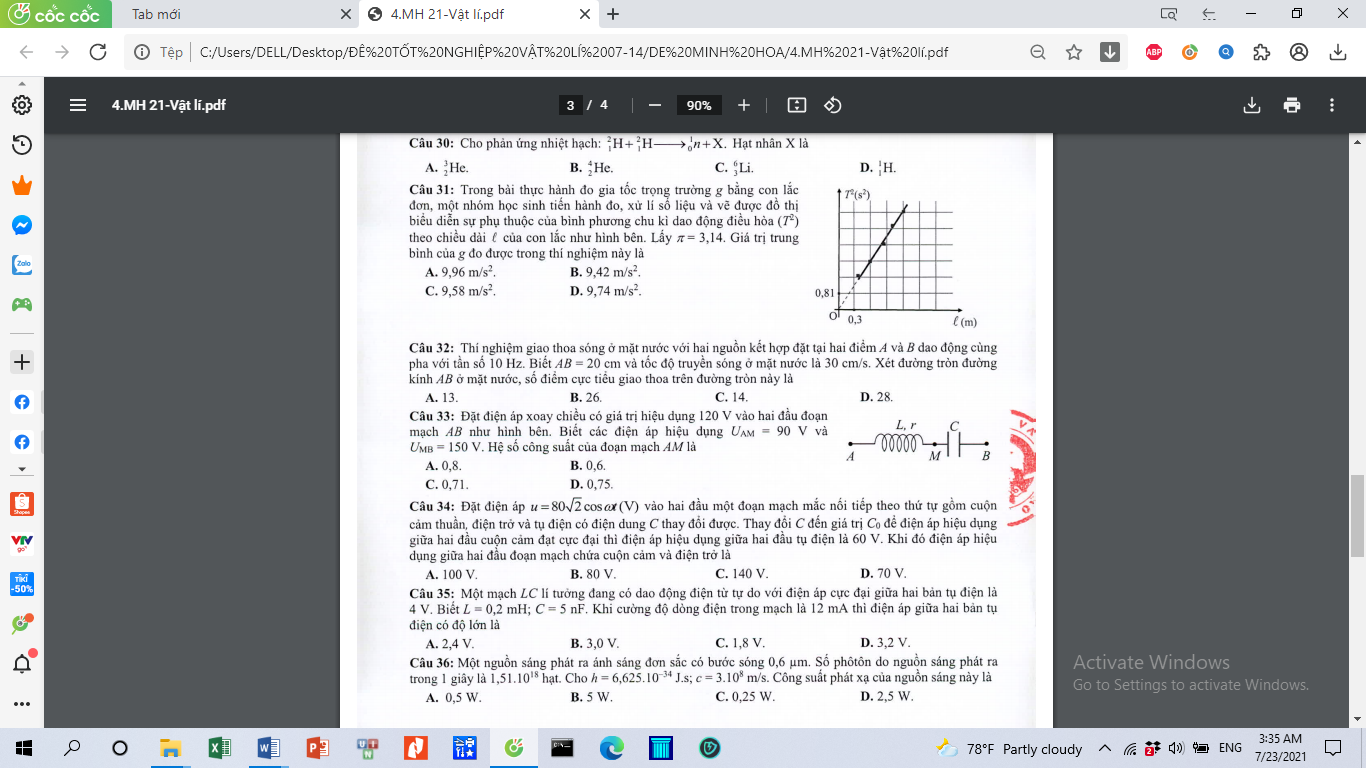 cốc cốc
Tab mới
4.MH 21-Vật lí.pdf
Tệp
C:/Users/DELL/Desktop/ĐÊ%20TỐT%20NGHIỆP%20VẬT%20LÍ%2007-14/DE%20MINH%20HOA/4.MH%2021-Vật%20lí.pdf
ABP
4.MH 21-Vật lí.pdf
3 / 4
90%
Câu 30: Cho phản ứng nhiệt hạch: ²₁H+²₁H⟶¹₀n+X. Hạt nhân X là
A. ³₂He. B. ⁴₂He. C. ⁶₃Li. D. ¹₁H.
Câu 31: Trong bài thực hành đo gia tốc trọng trường g bằng con lắc
đơn, một nhóm học sinh tiến hành đo, xử lí số liệu và vẽ được đồ thị
biểu diễn sự phụ thuộc của bình phương chu kì dao động điều hòa (T²)
theo chiều dài ℓ của con lắc như hình bên. Lấy π = 3,14. Giá trị trung
bình của g đo được trong thí nghiệm này là
A. 9,96 m/s². B. 9,42 m/s².
C. 9,58 m/s². D. 9,74 m/s².
T²(s²)
0,81
O
0,3
ℓ (m)
Câu 32: Thí nghiệm giao thoa sóng ở mặt nước với hai nguồn kết hợp đặt tại hai điểm A và B dao động cùng
pha với tần số 10 Hz. Biết AB = 20 cm và tốc độ truyền sóng ở mặt nước là 30 cm/s. Xét đường tròn đường
kính AB ở mặt nước, số điểm cực tiểu giao thoa trên đường tròn này là
A. 13. B. 26. C. 14. D. 28.
Câu 33: Đặt điện áp xoay chiều có giá trị hiệu dụng 120 V vào hai đầu đoạn
mạch AB như hình bên. Biết các điện áp hiệu dụng U_AM = 90 V và
U_MB = 150 V. Hệ số công suất của đoạn mạch AM là
A. 0,8. B. 0,6.
C. 0,71. D. 0,75.
L, r
C
A
M
B
Câu 34: Đặt điện áp u=80√2cosωt(V) vào hai đầu một đoạn mạch mắc nối tiếp theo thứ tự gồm cuộn
cảm thuần, điện trở và tụ điện có điện dung C thay đổi được. Thay đổi C đến giá trị C₀ để điện áp hiệu dụng
giữa hai đầu cuộn cảm đạt cực đại thì điện áp hiệu dụng giữa hai đầu tụ điện là 60 V. Khi đó điện áp hiệu
dụng giữa hai đầu đoạn mạch chứa cuộn cảm và điện trở là
A. 100 V. B. 80 V. C. 140 V. D. 70 V.
Câu 35: Một mạch LC lí tưởng đang có dao động điện từ tự do với điện áp cực đại giữa hai bản tụ điện là
4 V. Biết L = 0,2 mH; C = 5 nF. Khi cường độ dòng điện trong mạch là 12 mA thì điện áp giữa hai bản tụ
điện có độ lớn là
A. 2,4 V. B. 3,0 V. C. 1,8 V. D. 3,2 V.
Câu 36: Một nguồn sáng phát ra ánh sáng đơn sắc có bước sóng 0,6 µm. Số phôtôn do nguồn sáng phát ra
trong 1 giây là 1,51.10¹⁸ hạt. Cho h = 6,625.10⁻³⁴ J.s; c = 3.10⁸ m/s. Công suất phát xạ của nguồn sáng này là
A. 0,5 W. B. 5 W. C. 0,25 W. D. 2,5 W.
Zalo
Shopee
VTV
go
TIKI
-50%
Activate Windows
Go to Settings to activate Windows.
78°F Partly cloudy
ENG
3:35 AM
7/23/2021